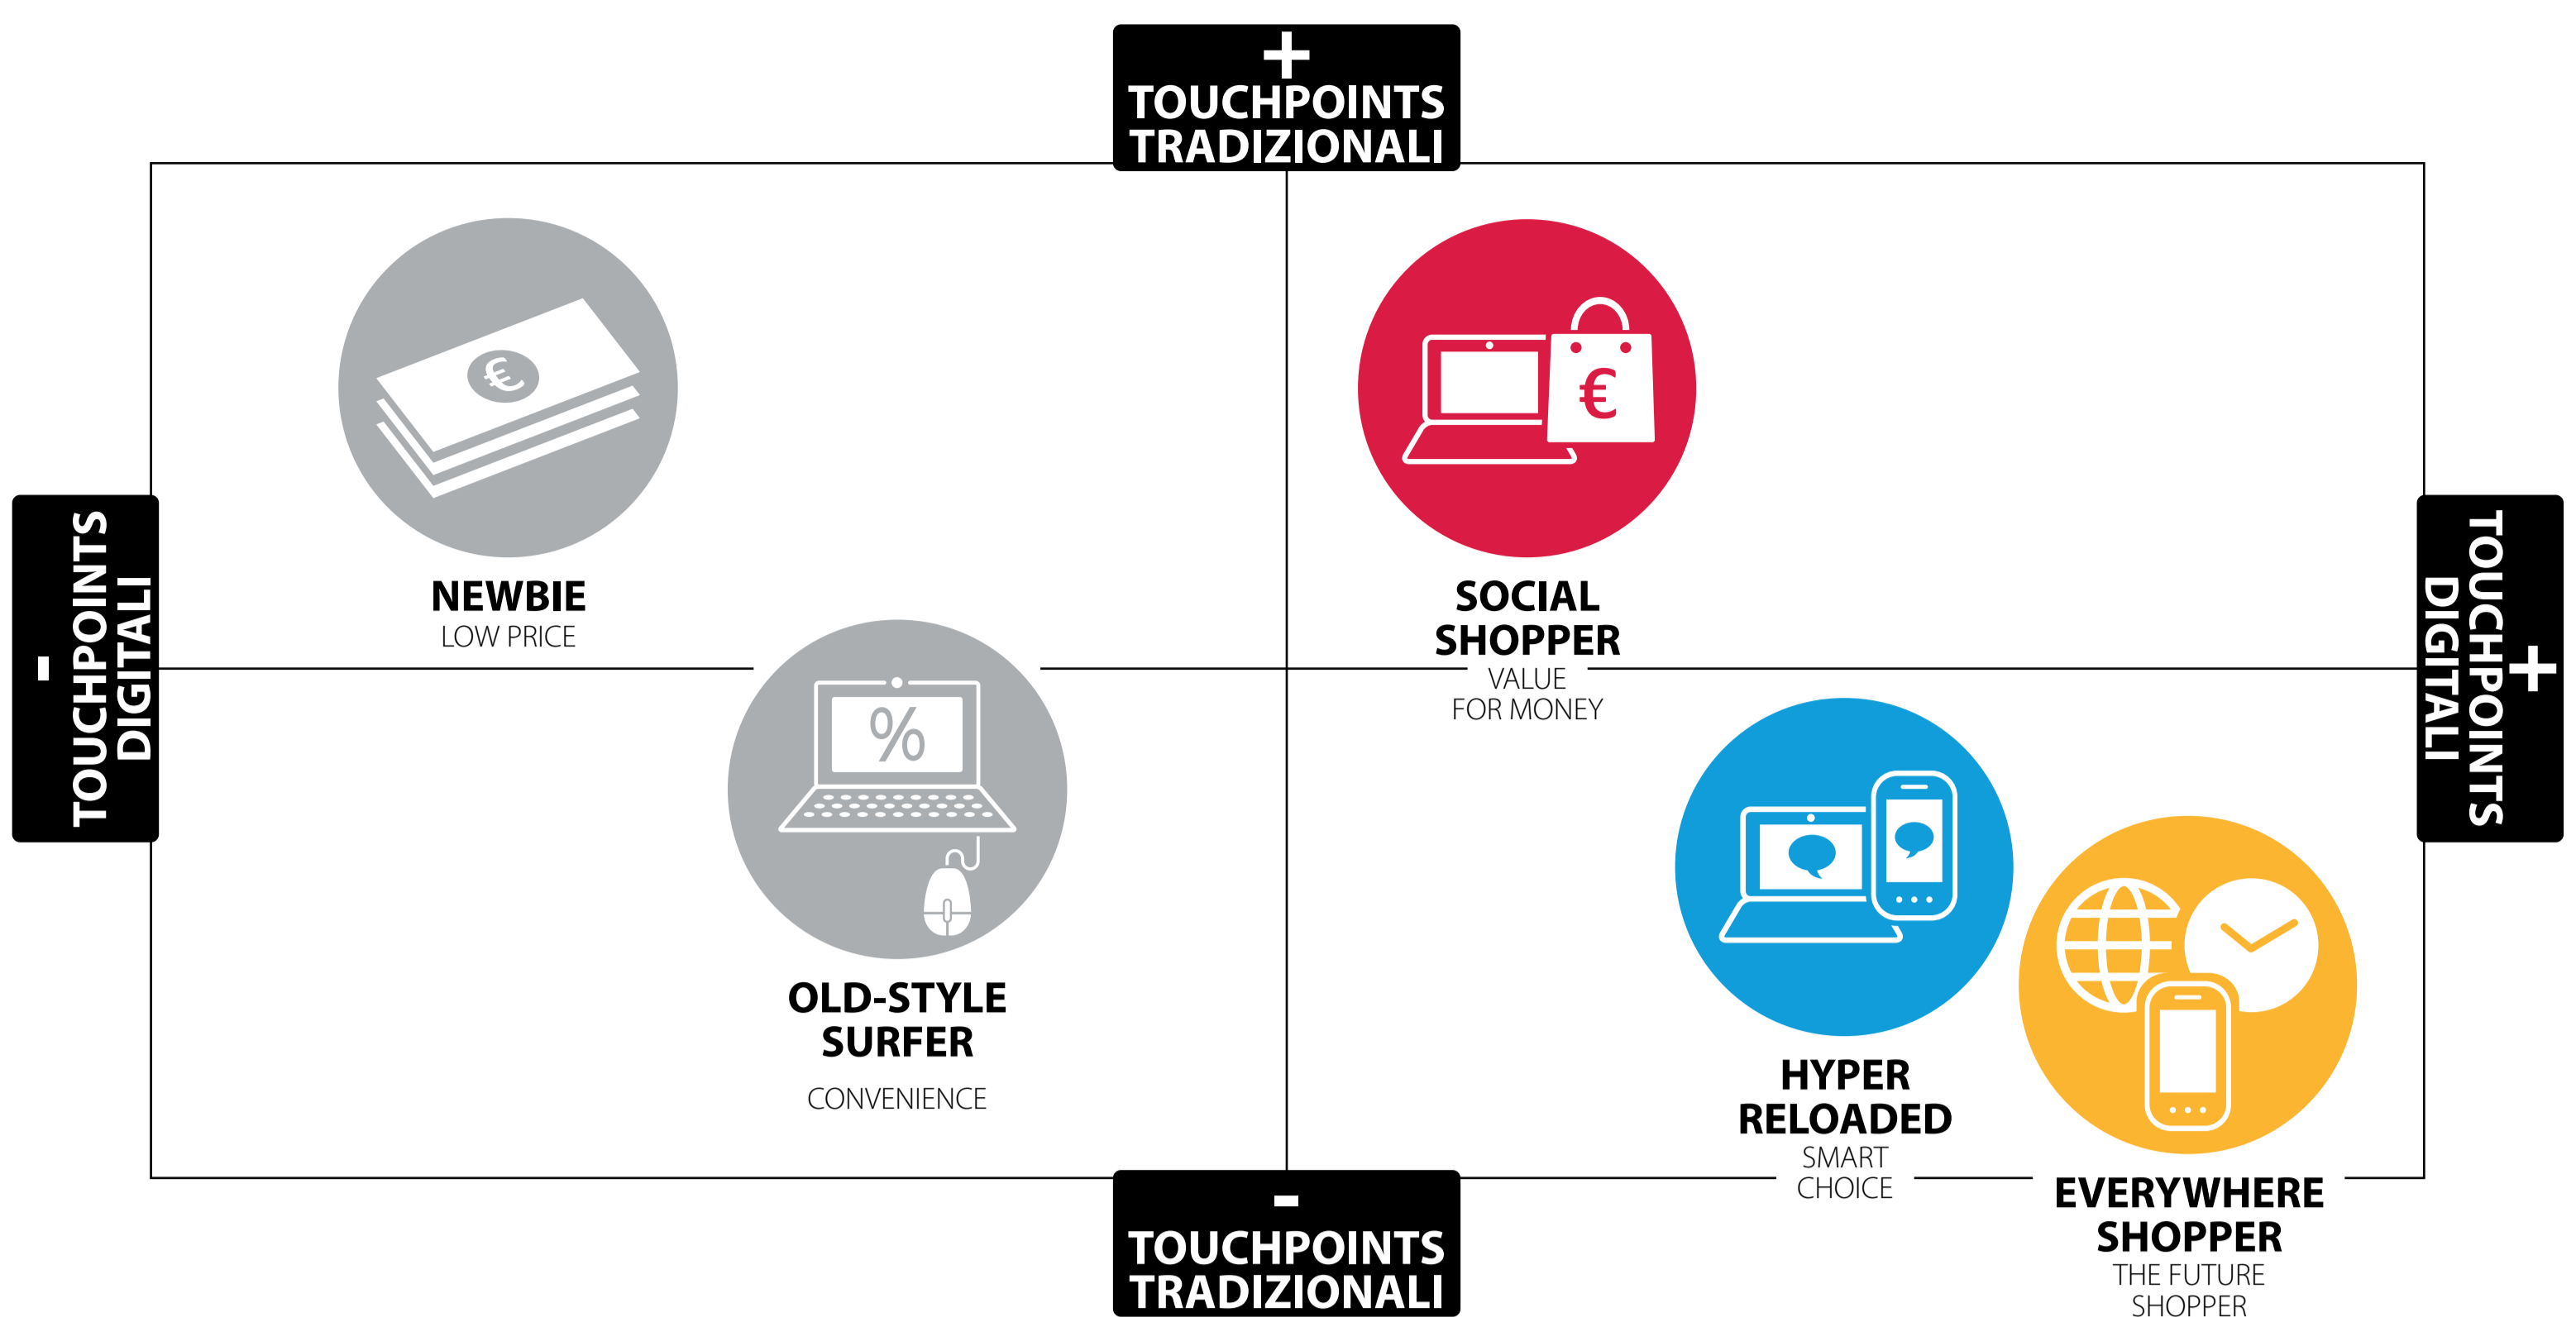 +
TOUCHPOINTS
TRADIZIONALI
-
TOUCHPOINTS
DIGITALI
€
NEWBIE
LOW PRICE
€
SOCIAL
SHOPPER
VALUE
FOR MONEY
+
TOUCHPOINTS
DIGITALI
%
OLD-STYLE
SURFER
CONVENIENCE
HYPER
RELOADED
SMART
CHOICE
EVERYWHERE
SHOPPER
THE FUTURE
SHOPPER
-
TOUCHPOINTS
TRADIZIONALI